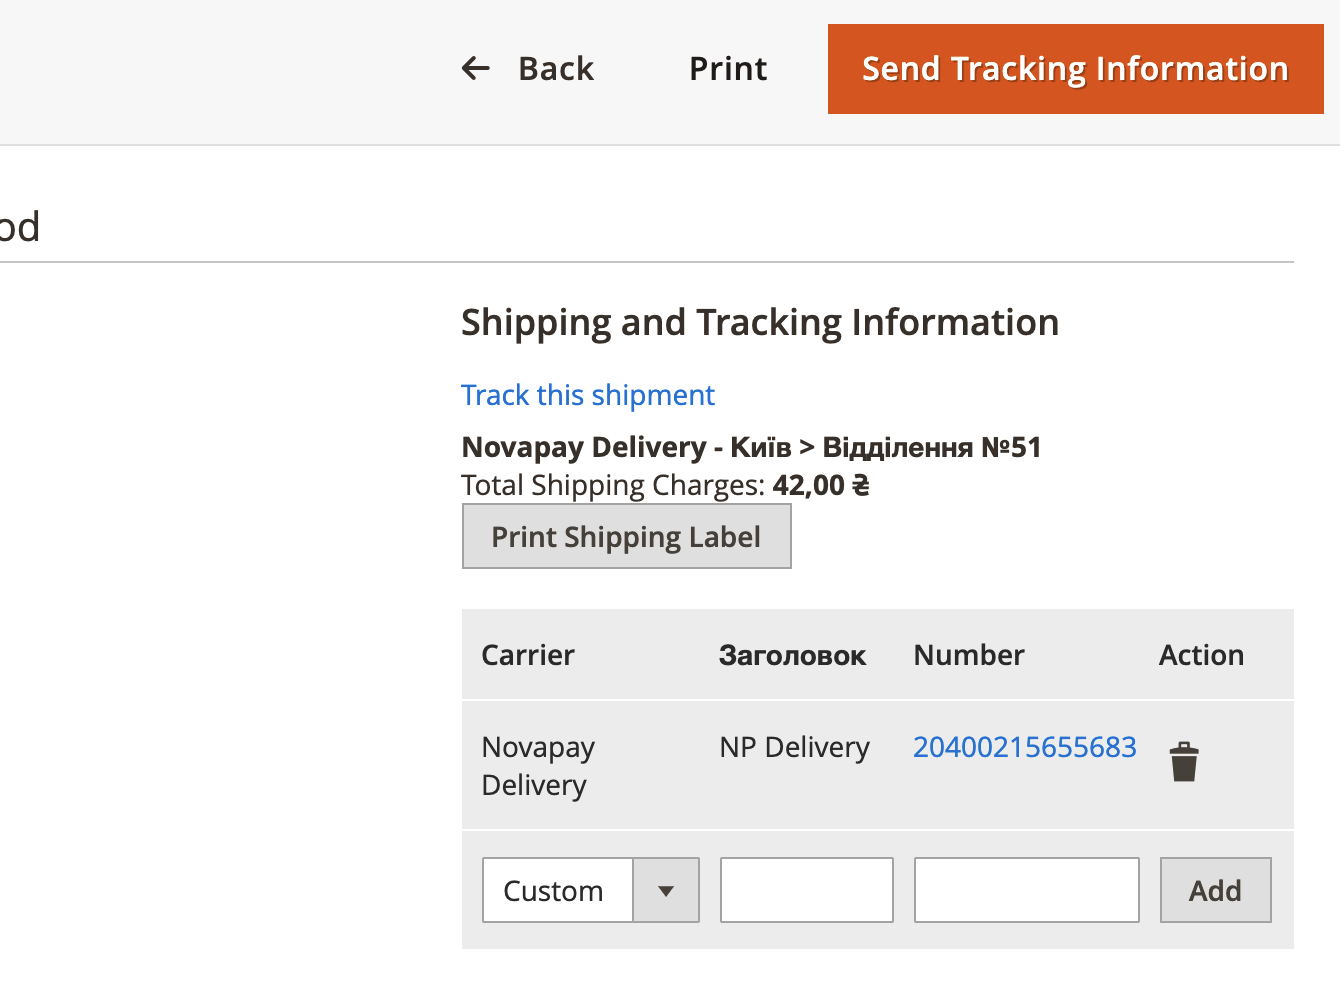 ← Back Print Send Tracking Information
od
Shipping and Tracking Information
Track this shipment
Novapay Delivery - Київ > Відділення №51
Total Shipping Charges: 42,00 ₴
Print Shipping Label
Carrier Заголовок Number Action
Novapay NP Delivery 20400215655683
Delivery
Custom Add